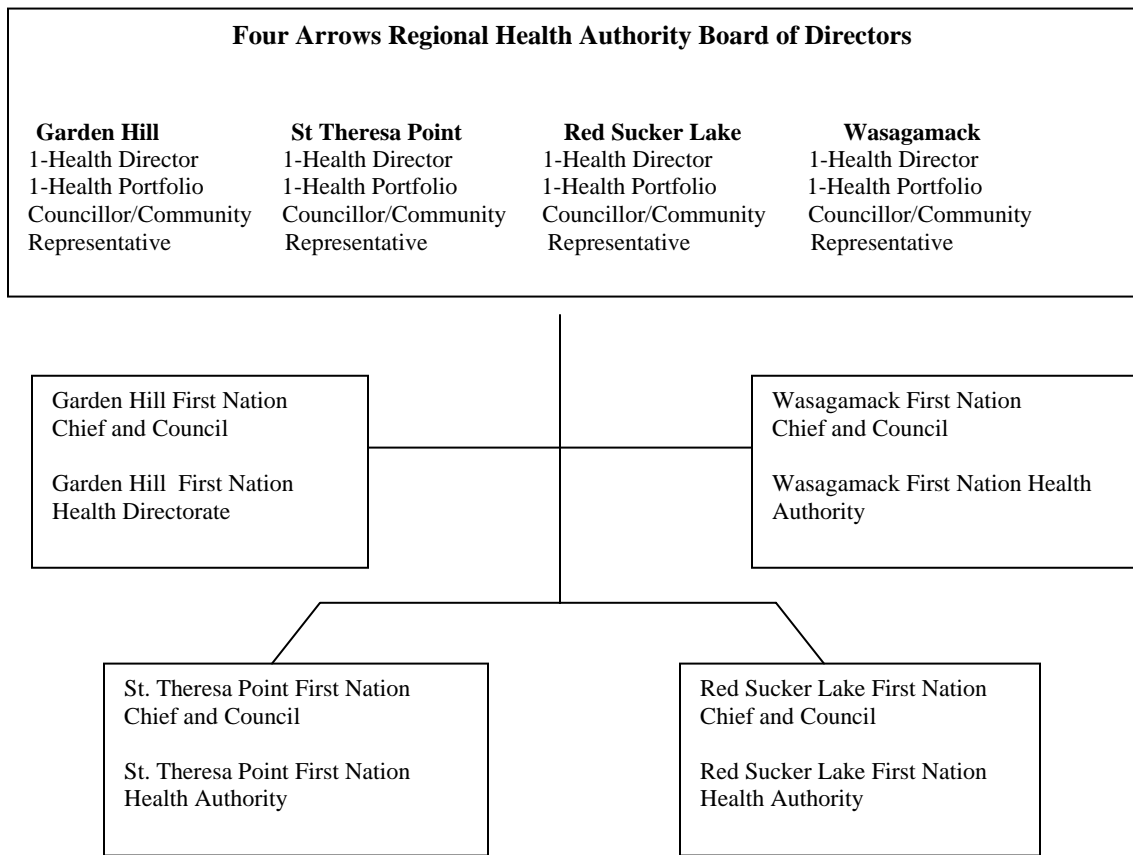 Four Arrows Regional Health Authority Board of Directors
Garden Hill
1-Health Director
1-Health Portfolio
Councillor/Community
Representative
St Theresa Point
1-Health Director
1-Health Portfolio
Councillor/Community
Representative
Red Sucker Lake
1-Health Director
1-Health Portfolio
Councillor/Community
Representative
Wasagamack
1-Health Director
1-Health Portfolio
Councillor/Community
Representative
Garden Hill First Nation
Chief and Council
Garden Hill First Nation
Health Directorate
Wasagamack First Nation
Chief and Council
Wasagamack First Nation Health
Authority
St. Theresa Point First Nation
Chief and Council
St. Theresa Point First Nation
Health Authority
Red Sucker Lake First Nation
Chief and Council
Red Sucker Lake First Nation
Health Authority